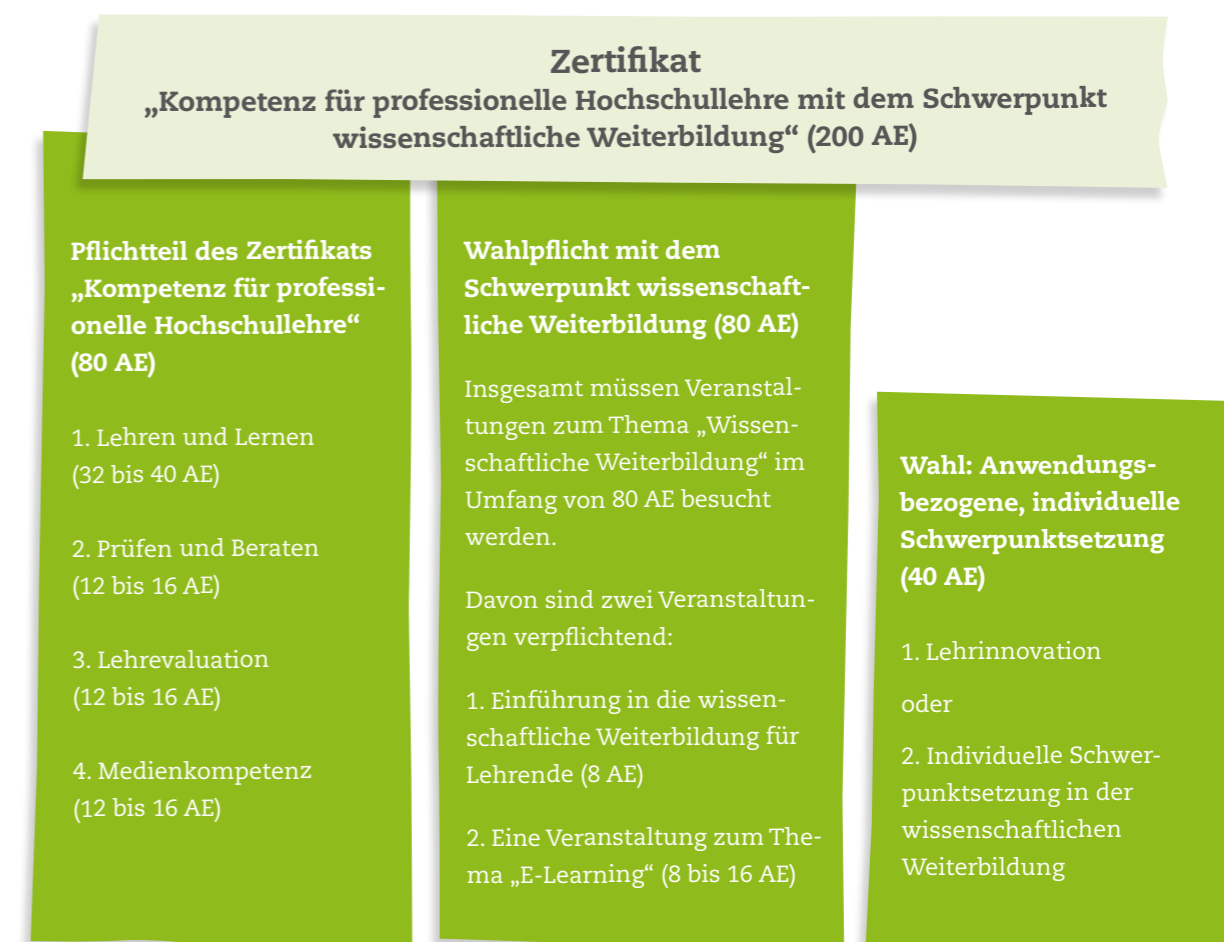 Zertifikat
„Kompetenz für professionelle Hochschullehre mit dem Schwerpunkt
wissenschaftliche Weiterbildung“ (200 AE)
Pflichtteil des Zertifikats
„Kompetenz für professi-
onelle Hochschullehre“
(80 AE)
1. Lehren und Lernen
(32 bis 40 AE)
2. Prüfen und Beraten
(12 bis 16 AE)
3. Lehrevaluation
(12 bis 16 AE)
4. Medienkompetenz
(12 bis 16 AE)
Wahlpflicht mit dem
Schwerpunkt wissenschaft-
liche Weiterbildung (80 AE)
Insgesamt müssen Veranstal-
tungen zum Thema „Wissen-
schaftliche Weiterbildung“ im
Umfang von 80 AE besucht
werden.
Davon sind zwei Veranstaltun-
gen verpflichtend:
1. Einführung in die wissen-
schaftliche Weiterbildung für
Lehrende (8 AE)
2. Eine Veranstaltung zum The-
ma „E-Learning“ (8 bis 16 AE)
Wahl: Anwendungs-
bezogene, individuelle
Schwerpunktsetzung
(40 AE)
1. Lehrinnovation
oder
2. Individuelle Schwer-
punktsetzung in der
wissenschaftlichen
Weiterbildung